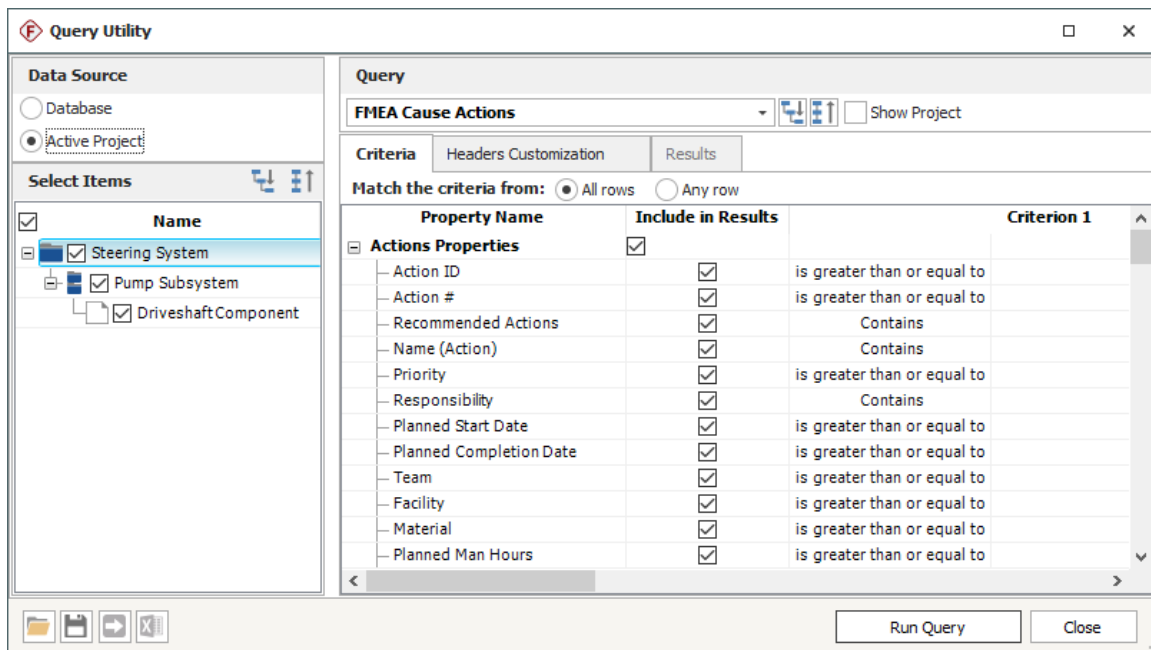 Query Utility
Data Source
Database
Active Project
Select Items
Name
Steering System
Pump Subsystem
Driveshaft Component
Query
FMEA Cause Actions
Show Project
Criteria Headers Customization Results
Match the criteria from: All rows Any row
Property Name Include in Results Criterion 1
Actions Properties
Action ID is greater than or equal to
Action # is greater than or equal to
Recommended Actions Contains
Name (Action) Contains
Priority is greater than or equal to
Responsibility Contains
Planned Start Date is greater than or equal to
Planned Completion Date is greater than or equal to
Team is greater than or equal to
Facility is greater than or equal to
Material is greater than or equal to
Planned Man Hours is greater than or equal to
Run Query Close